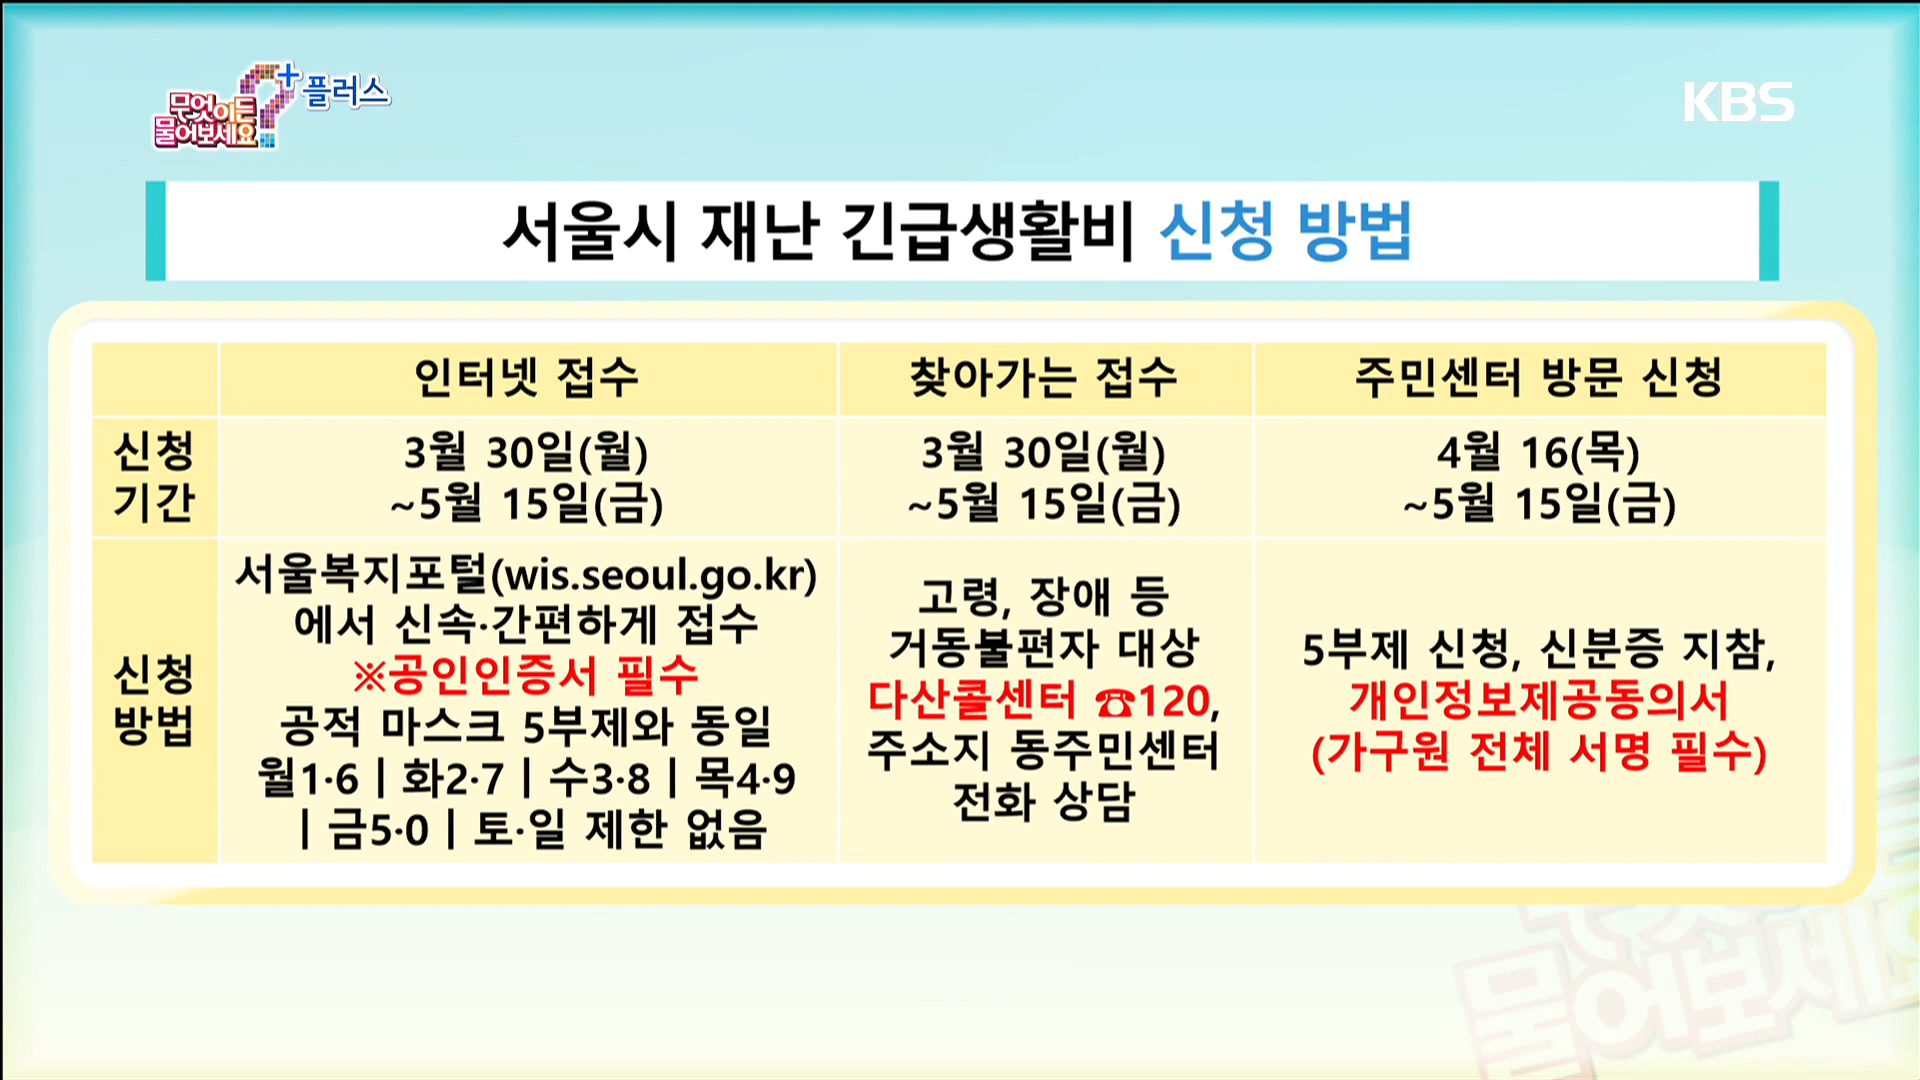 무엇이든
물어보세요
플러스
KBS
서울시 재난 긴급생활비 신청 방법
인터넷 접수
찾아가는 접수
주민센터 방문 신청
신청
기간
3월 30일(월)
~5월 15일(금)
3월 30일(월)
~5월 15일(금)
4월 16(목)
~5월 15일(금)
신청
방법
서울복지포털(wis.seoul.go.kr)
에서 신속·간편하게 접수
※공인인증서 필수
공적 마스크 5부제와 동일
월1·6 | 화2·7 | 수3·8 | 목4·9
| 금5·0 | 토·일 제한 없음
고령, 장애 등
거동불편자 대상
다산콜센터 ☎120,
주소지 동주민센터
전화 상담
5부제 신청, 신분증 지참,
개인정보제공동의서
(가구원 전체 서명 필수)
물어보세요